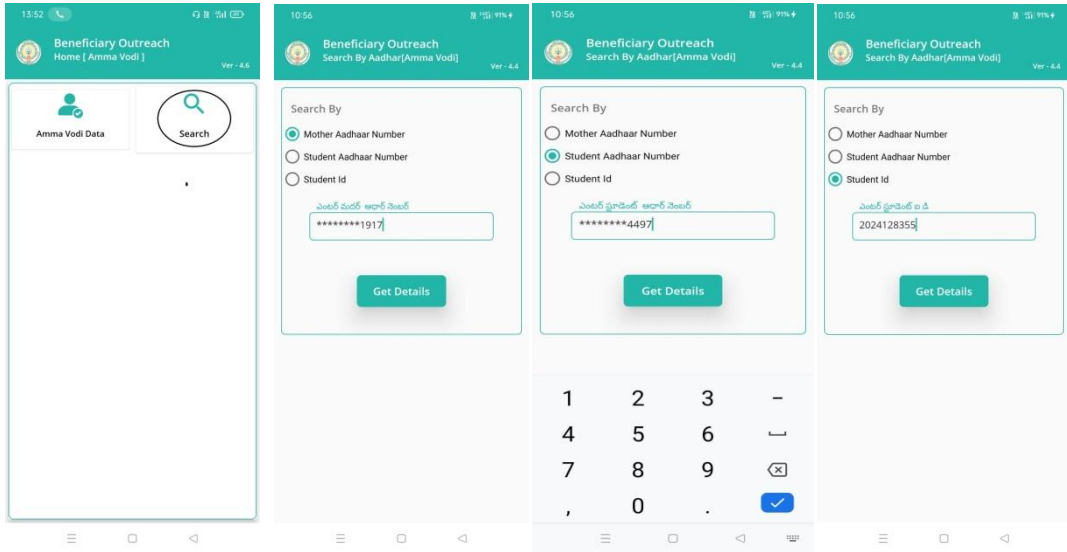 13:52
Beneficiary Outreach
Home [ Amma Vodi ]
Ver - 4.6
Amma Vodi Data
Search
10:56
91%
Beneficiary Outreach
Search By Aadhar[Amma Vodi]
Ver - 4.4
Search By
Mother Aadhaar Number
Student Aadhaar Number
Student Id
ఎంటర్ మదర్ ఆధార్ నెంబర్
********1917
Get Details
10:56
91%
Beneficiary Outreach
Search By Aadhar[Amma Vodi]
Ver - 4.4
Search By
Mother Aadhaar Number
Student Aadhaar Number
Student Id
ఎంటర్ స్టూడెంట్ ఆధార్ నెంబర్
********4497
Get Details
1 2 3 -
4 5 6
7 8 9
, 0 .
10:56
91%
Beneficiary Outreach
Search By Aadhar[Amma Vodi]
Ver - 4.4
Search By
Mother Aadhaar Number
Student Aadhaar Number
Student Id
ఎంటర్ స్టూడెంట్ ఐ డి
2024128355
Get Details